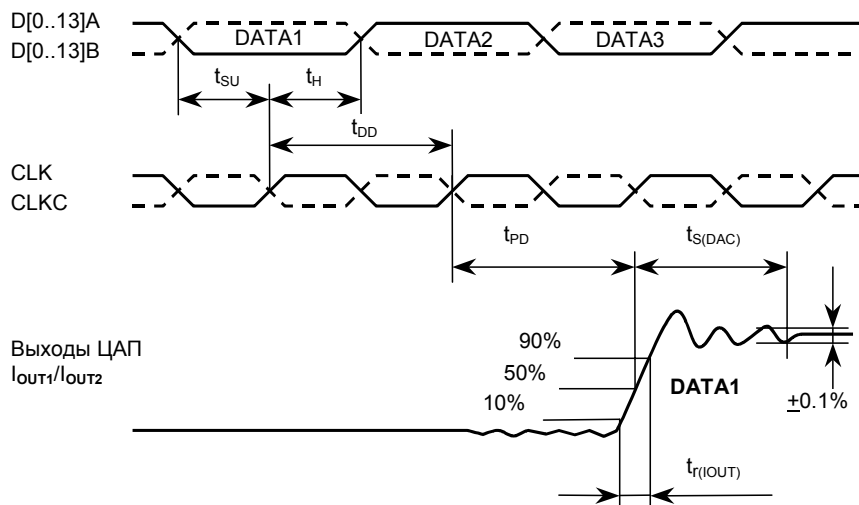 D[0..13]A
D[0..13]B
DATA1 DATA2 DATA3
tSU tH
tDD
CLK
CLKC
tPD tS(DAC)
Выходы ЦАП
IOUT1/IOUT2
90%
50%
10%
DATA1
±0.1%
tr(IOUT)